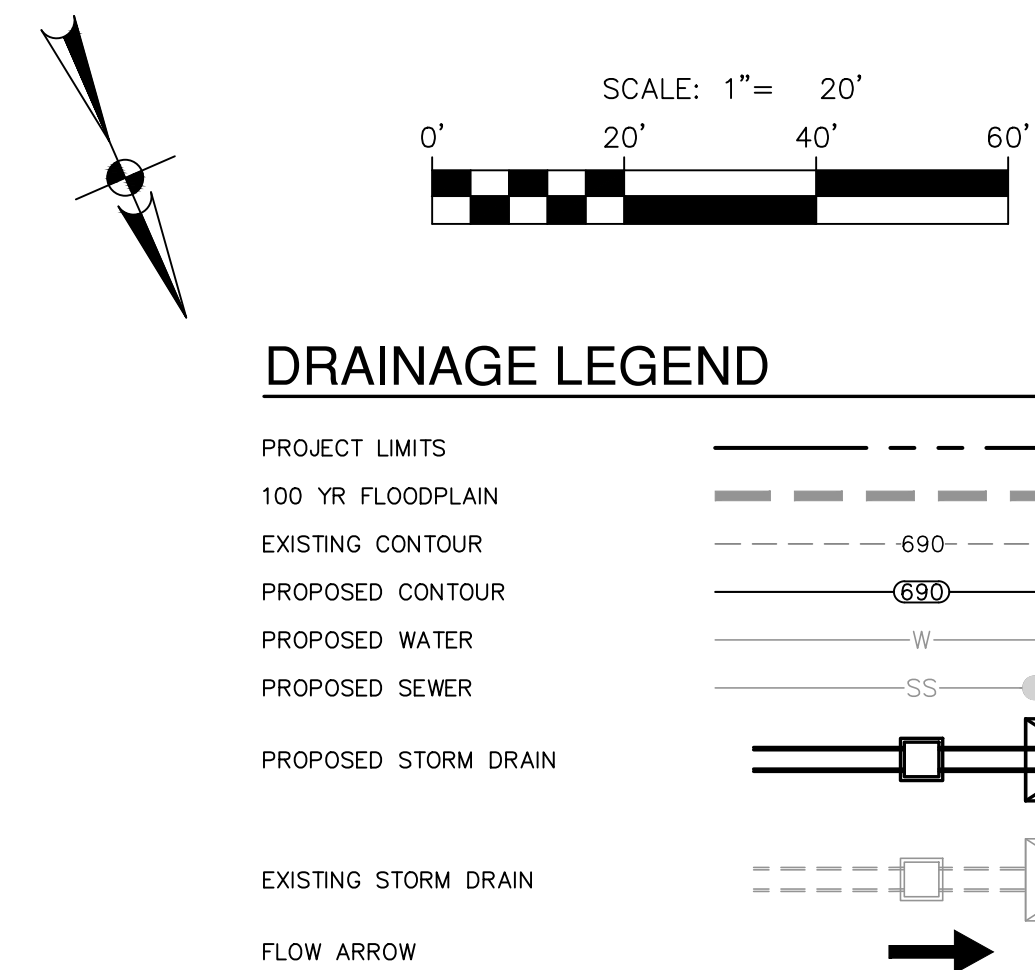 SCALE: 1”= 20’
0’ 20’ 40’ 60’
DRAINAGE LEGEND
PROJECT LIMITS
100 YR FLOODPLAIN
EXISTING CONTOUR 690
PROPOSED CONTOUR 690
PROPOSED WATER W
PROPOSED SEWER SS
PROPOSED STORM DRAIN
EXISTING STORM DRAIN
FLOW ARROW